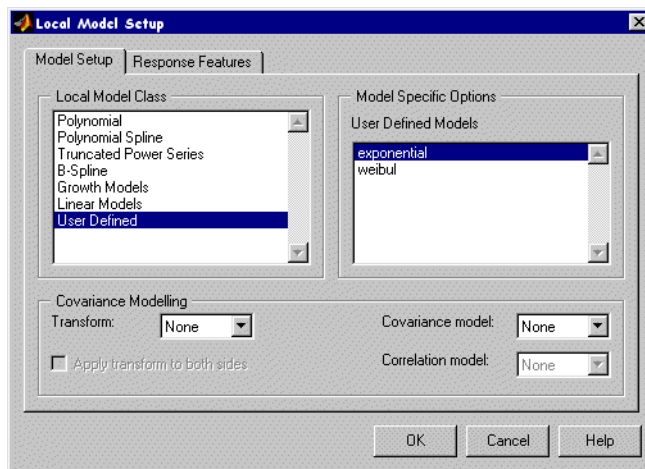 Local Model Setup
Model Setup
Response Features
Local Model Class
Polynomial
Polynomial Spline
Truncated Power Series
B-Spline
Growth Models
Linear Models
User Defined
Model Specific Options
User Defined Models
exponential
weibul
Covariance Modelling
Transform: None
Covariance model: None
Apply transform to both sides
Correlation model: None
OK
Cancel
Help